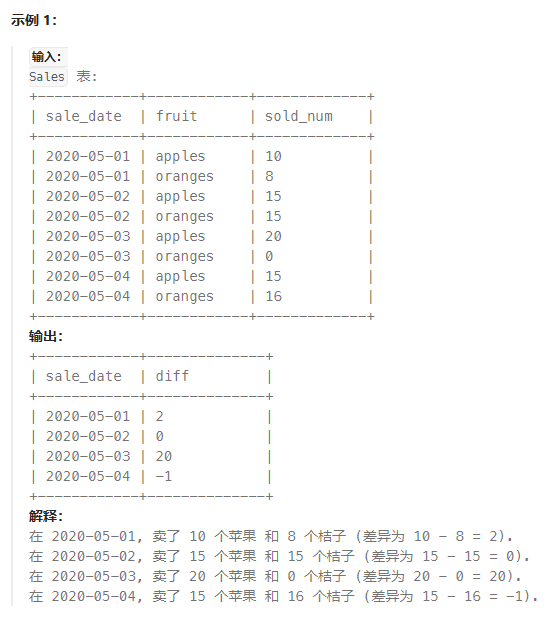 示例 1：
输入：
Sales 表：
+------------+------------+-------------+
| sale_date  | fruit      | sold_num    |
+------------+------------+-------------+
| 2020-05-01 | apples     | 10          |
| 2020-05-01 | oranges    | 8           |
| 2020-05-02 | apples     | 15          |
| 2020-05-02 | oranges    | 15          |
| 2020-05-03 | apples     | 20          |
| 2020-05-03 | oranges    | 0           |
| 2020-05-04 | apples     | 15          |
| 2020-05-04 | oranges    | 16          |
+------------+------------+-------------+
输出：
+------------+--------------+
| sale_date  | diff         |
+------------+--------------+
| 2020-05-01 | 2            |
| 2020-05-02 | 0            |
| 2020-05-03 | 20           |
| 2020-05-04 | -1           |
+------------+--------------+
解释：
在 2020-05-01, 卖了 10 个苹果 和 8 个桔子 (差异为 10 - 8 = 2).
在 2020-05-02, 卖了 15 个苹果 和 15 个桔子 (差异为 15 - 15 = 0).
在 2020-05-03, 卖了 20 个苹果 和 0 个桔子 (差异为 20 - 0 = 20).
在 2020-05-04, 卖了 15 个苹果 和 16 个桔子 (差异为 15 - 16 = -1).